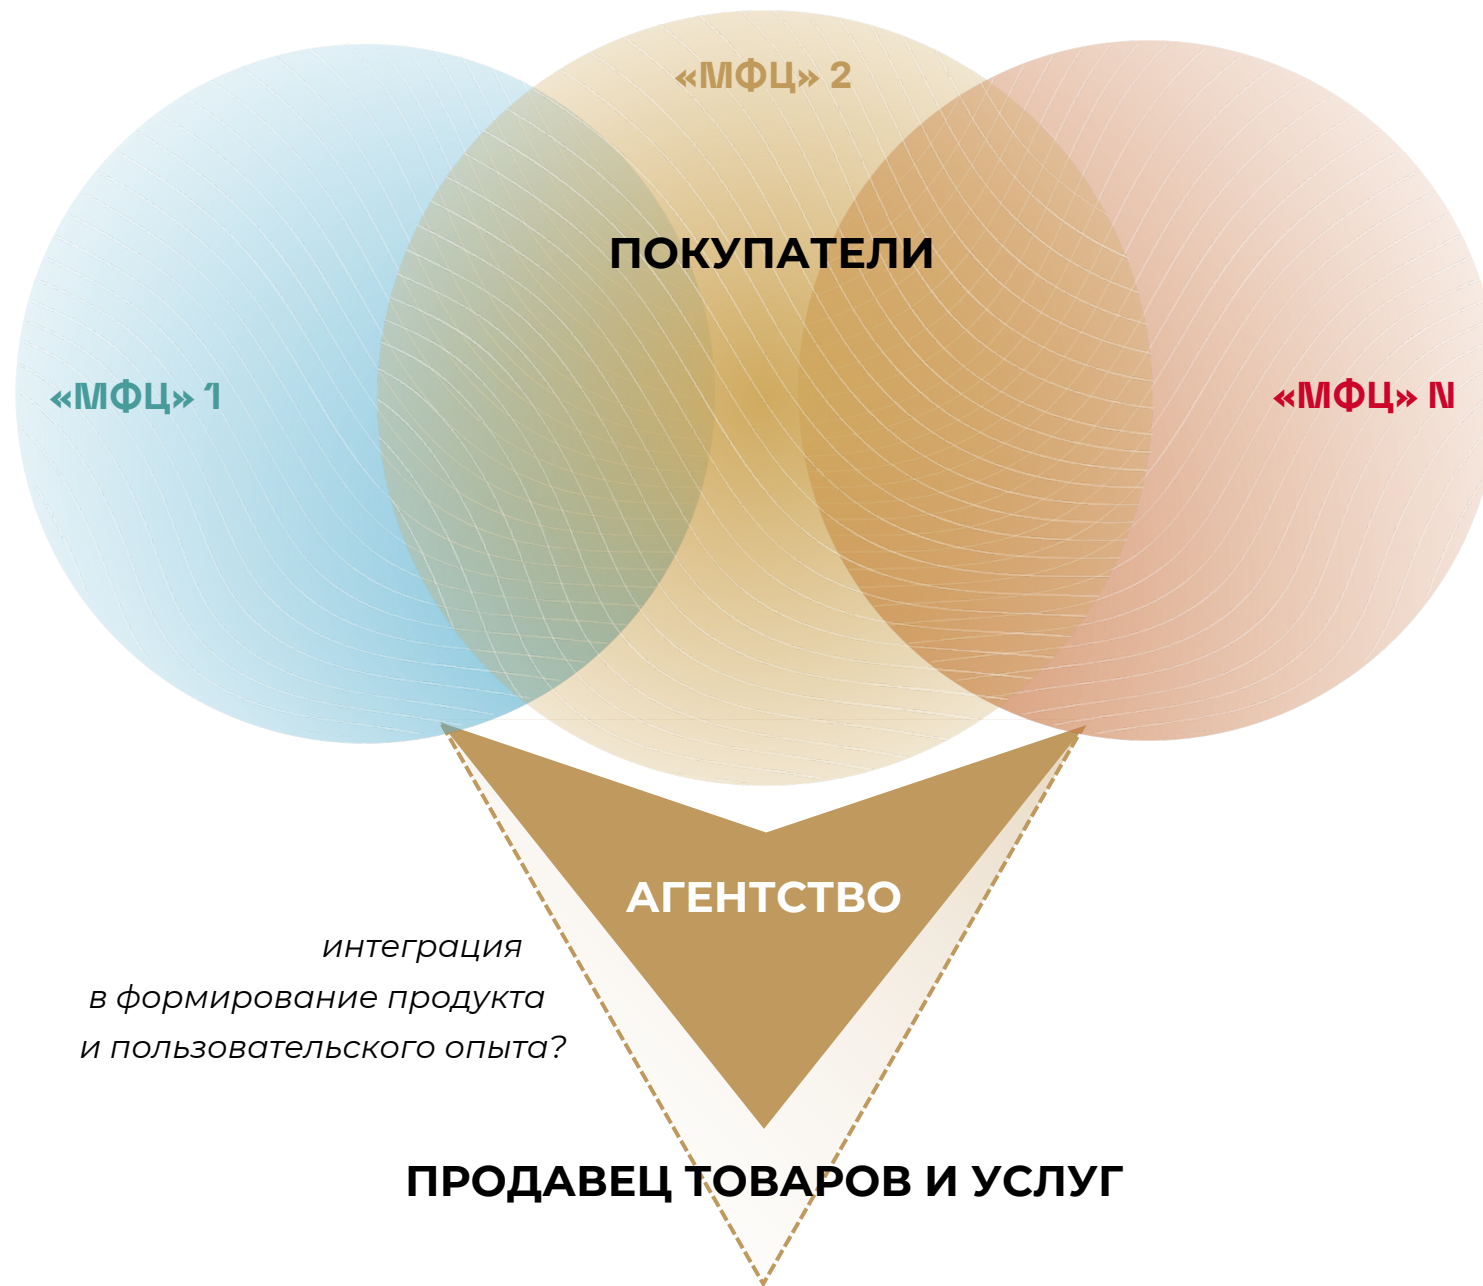 «МФЦ» 2
ПОКУПАТЕЛИ
«МФЦ» 1
«МФЦ» N
АГЕНТСТВО
интеграция
в формирование продукта
и пользовательского опыта?
ПРОДАВЕЦ ТОВАРОВ И УСЛУГ